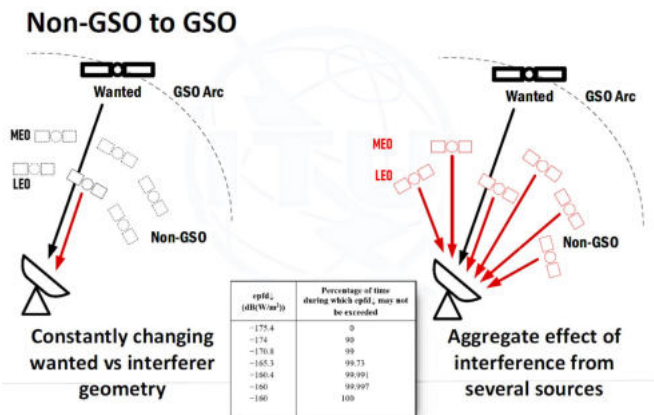 Non-GSO to GSO
Wanted
GSO Arc
MEO
LEO
Non-GSO
Constantly changing
wanted vs interferer
geometry
Wanted
GSO Arc
MEO
LEO
Non-GSO
Aggregate effect of
interference from
several sources
epfd↓
(dB(W/m²))
Percentage of time
during which epfd↓ may not
be exceeded
−175.4 0
−174 90
−170.8 99
−165.3 99.73
−160.4 99.991
−160 99.997
−160 100